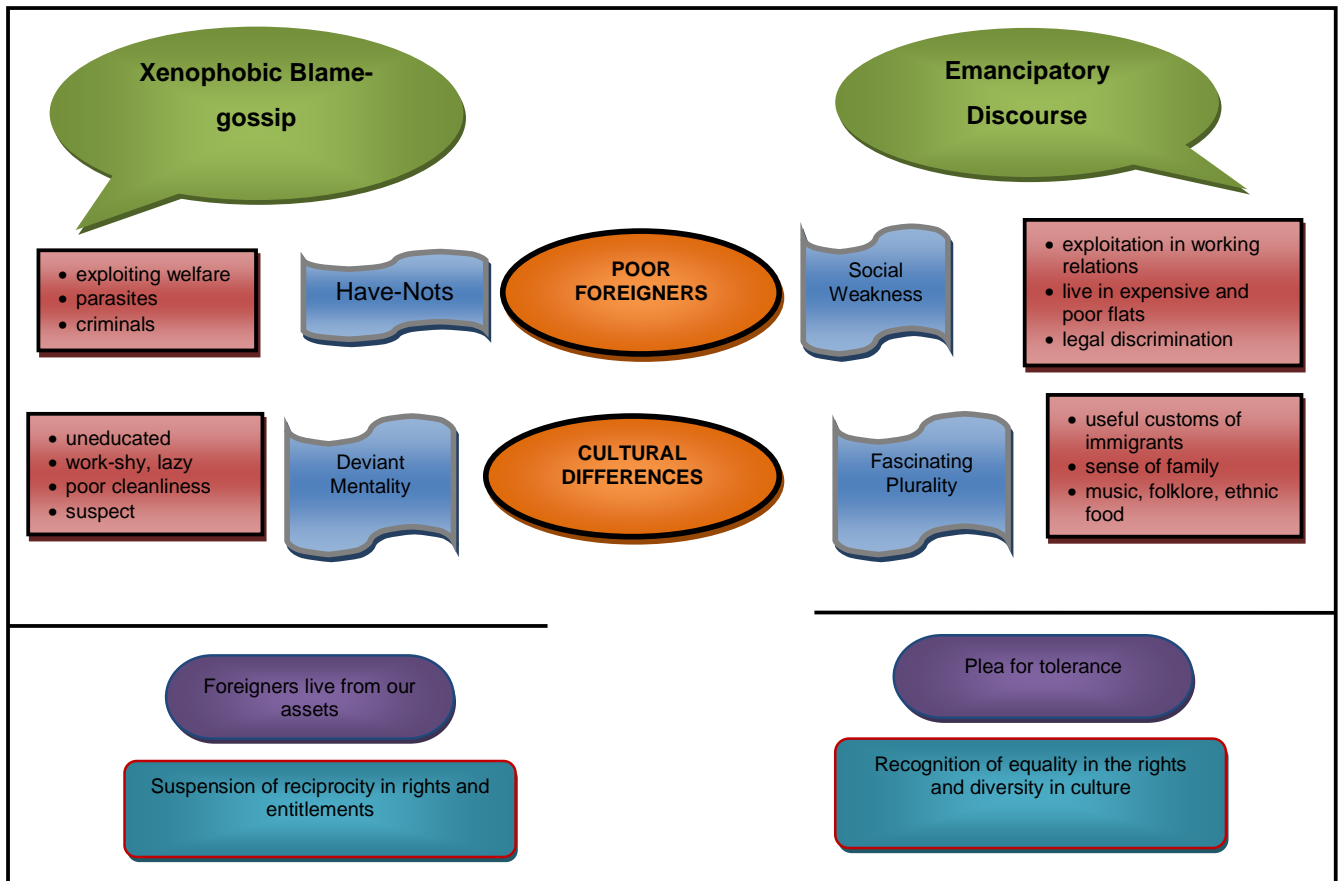 Xenophobic Blame-
gossip
Emancipatory
Discourse
• exploiting welfare
• parasites
• criminals
Have-Nots
POOR
FOREIGNERS
Social
Weakness
• exploitation in working
relations
• live in expensive and
poor flats
• legal discrimination
• uneducated
• work-shy, lazy
• poor cleanliness
• suspect
Deviant
Mentality
CULTURAL
DIFFERENCES
Fascinating
Plurality
• useful customs of
immigrants
• sense of family
• music, folklore, ethnic
food
Foreigners live from our
assets
Plea for tolerance
Suspension of reciprocity in rights and
entitlements
Recognition of equality in the rights
and diversity in culture